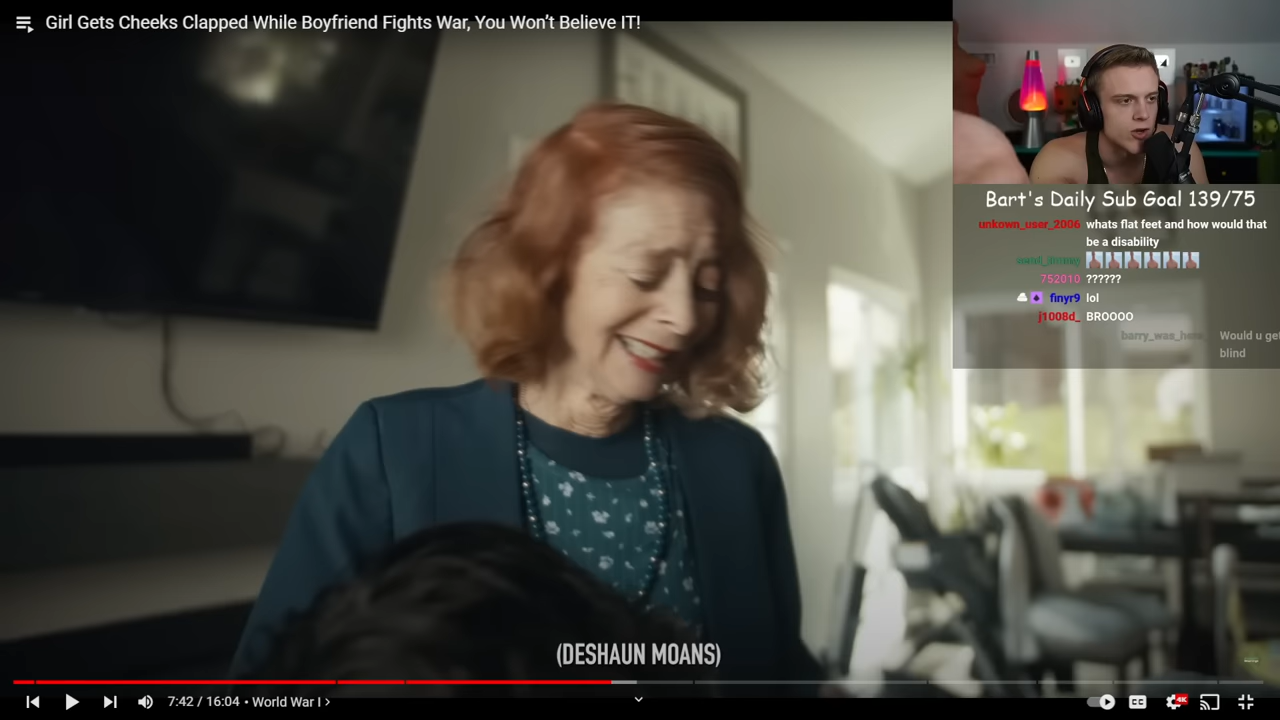 Girl Gets Cheeks Clapped While Boyfriend Fights War, You Won't Believe IT!
Bart's Daily Sub Goal 139/75
unkown_user_2006 whats flat feet and how would that
be a disability
752010 ??????
finyr9 lol
j1008d_ BROOOO
barry_was_here Would u get
blind
(DESHAUN MOANS)
7:42 / 16:04 • World War I >
CC
4K